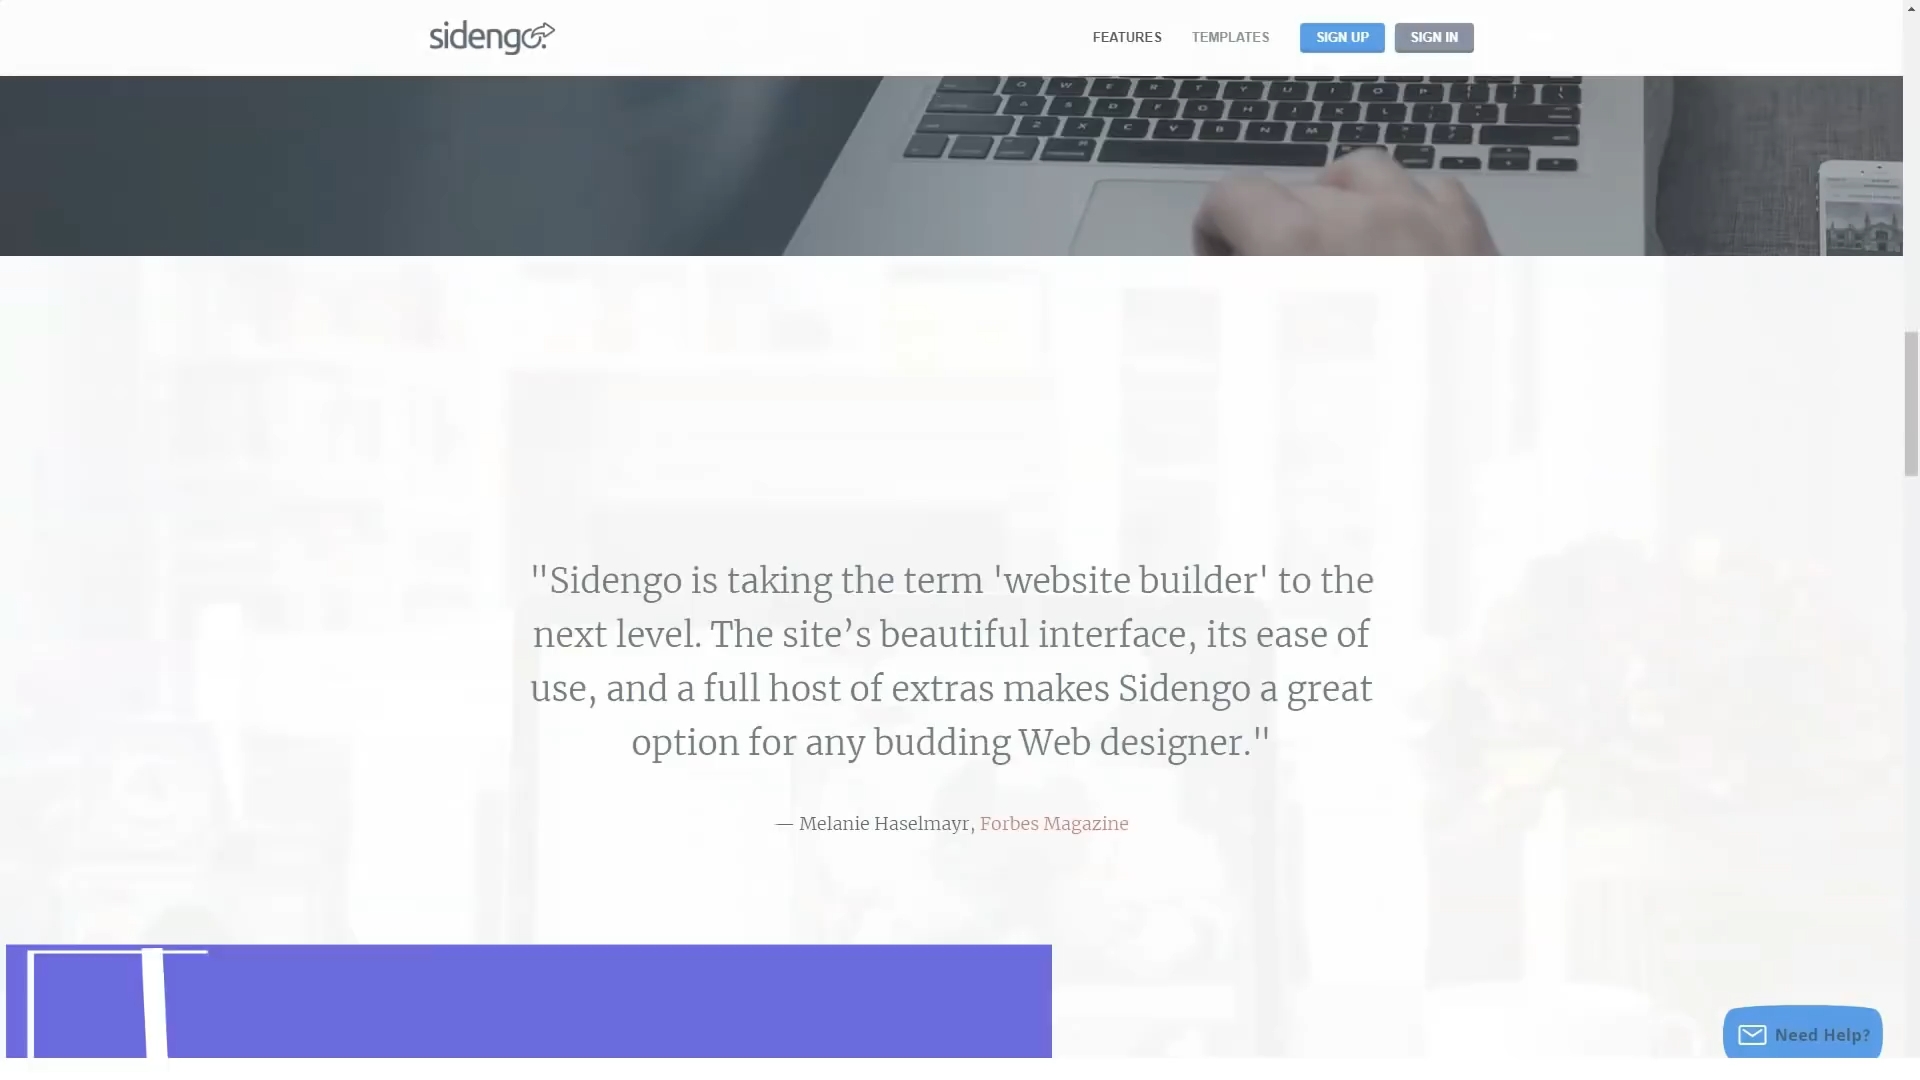 sidengo
FEATURES
TEMPLATES
SIGN UP
SIGN IN
"Sidengo is taking the term 'website builder' to the
next level. The site’s beautiful interface, its ease of
use, and a full host of extras makes Sidengo a great
option for any budding Web designer."
— Melanie Haselmayr, Forbes Magazine
Need Help?